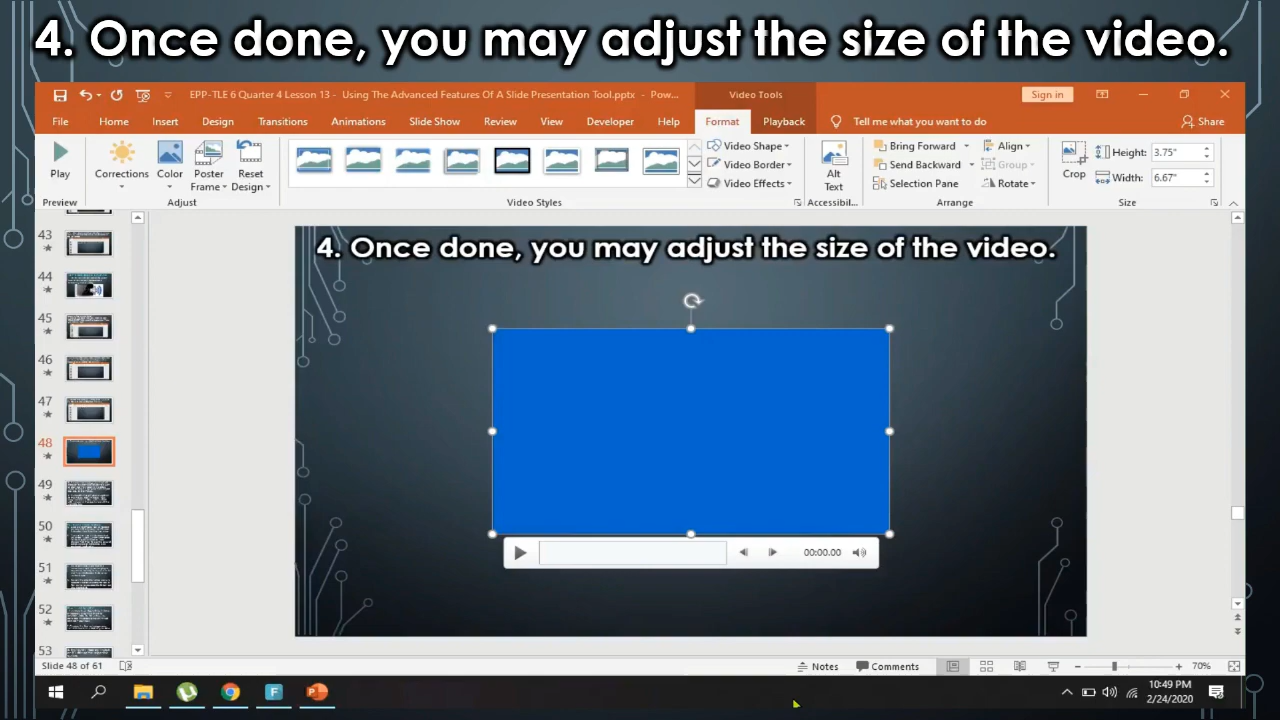 4. Once done, you may adjust the size of the video.
EPP-TLE 6 Quarter 4 Lesson 13 - Using The Advanced Features Of A Slide Presentation Tool.pptx - Pow...
Video Tools
Sign in
File Home Insert Design Transitions Animations Slide Show Review View Developer Help Format Playback Tell me what you want to do Share
Play
Corrections
Color
Poster Frame
Reset Design
Video Shape
Video Border
Video Effects
Alt Text
Bring Forward
Send Backward
Selection Pane
Align
Group
Rotate
Crop
Height: 3.75"
Width: 6.67"
Preview Adjust Video Styles Accessibil... Arrange Size
43
44
45
46
47
48
49
50
51
52
53
4. Once done, you may adjust the size of the video.
00:00.00
Slide 48 of 61 Notes Comments 70%
10:49 PM
2/24/2020